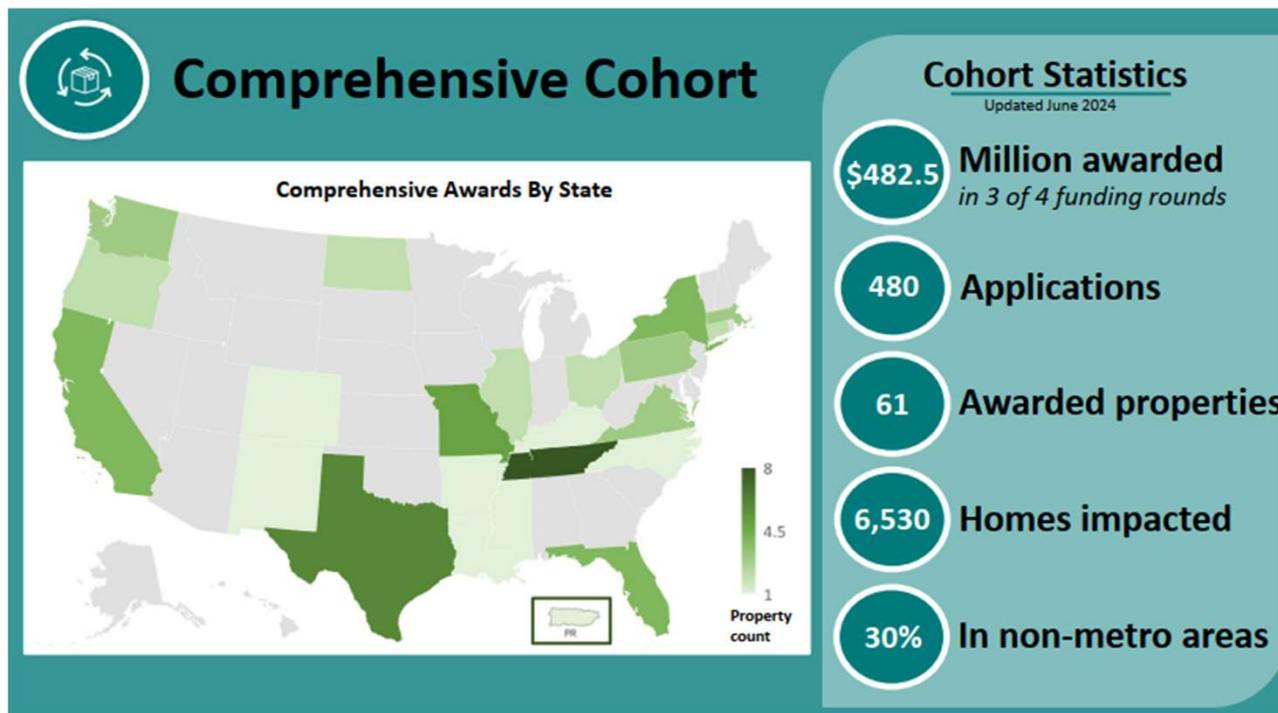 Comprehensive Cohort
Comprehensive Awards By State
8
4.5
1
Property
count
PR
Cohort Statistics
Updated June 2024
$482.5
Million awarded
in 3 of 4 funding rounds
480
Applications
61
Awarded properties
6,530
Homes impacted
30%
In non-metro areas